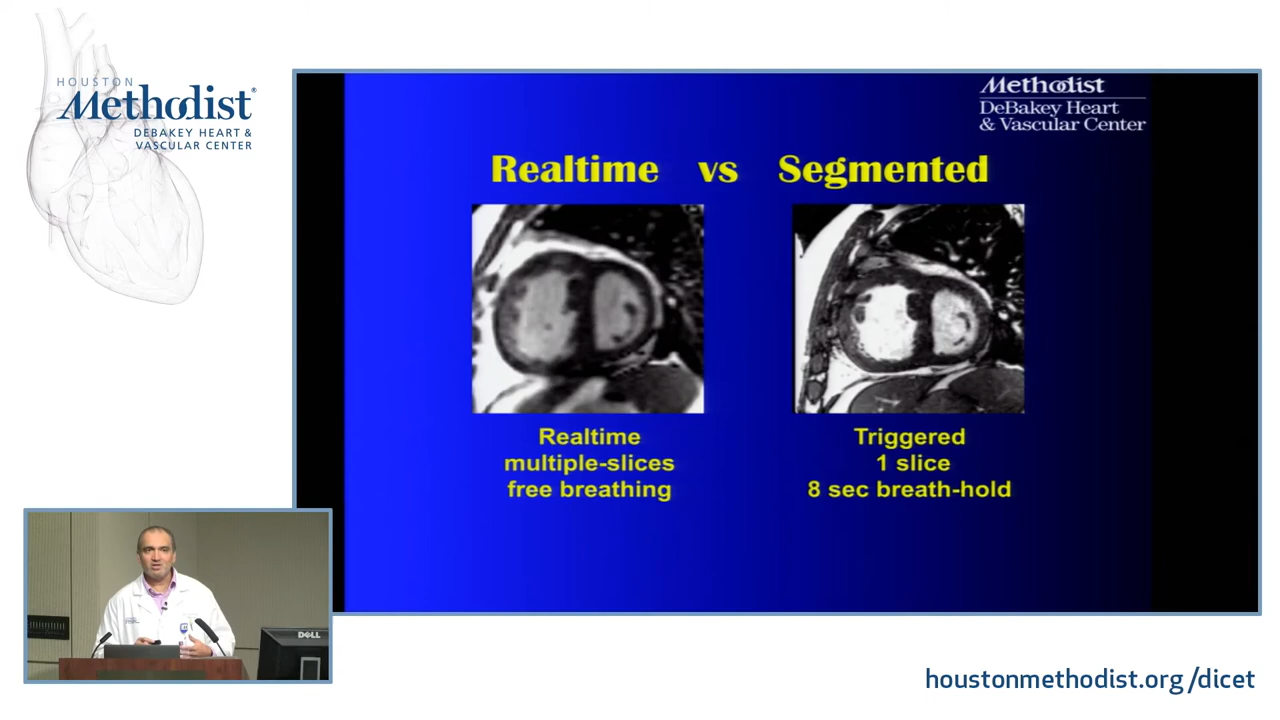 HOUSTON
Methodist®
DEBAKEY HEART &
VASCULAR CENTER
Methodist
DeBakey Heart
& Vascular Center
Realtime vs Segmented
Realtime
multiple-slices
free breathing
Triggered
1 slice
8 sec breath-hold
DELL
houstonmethodist.org/dicet